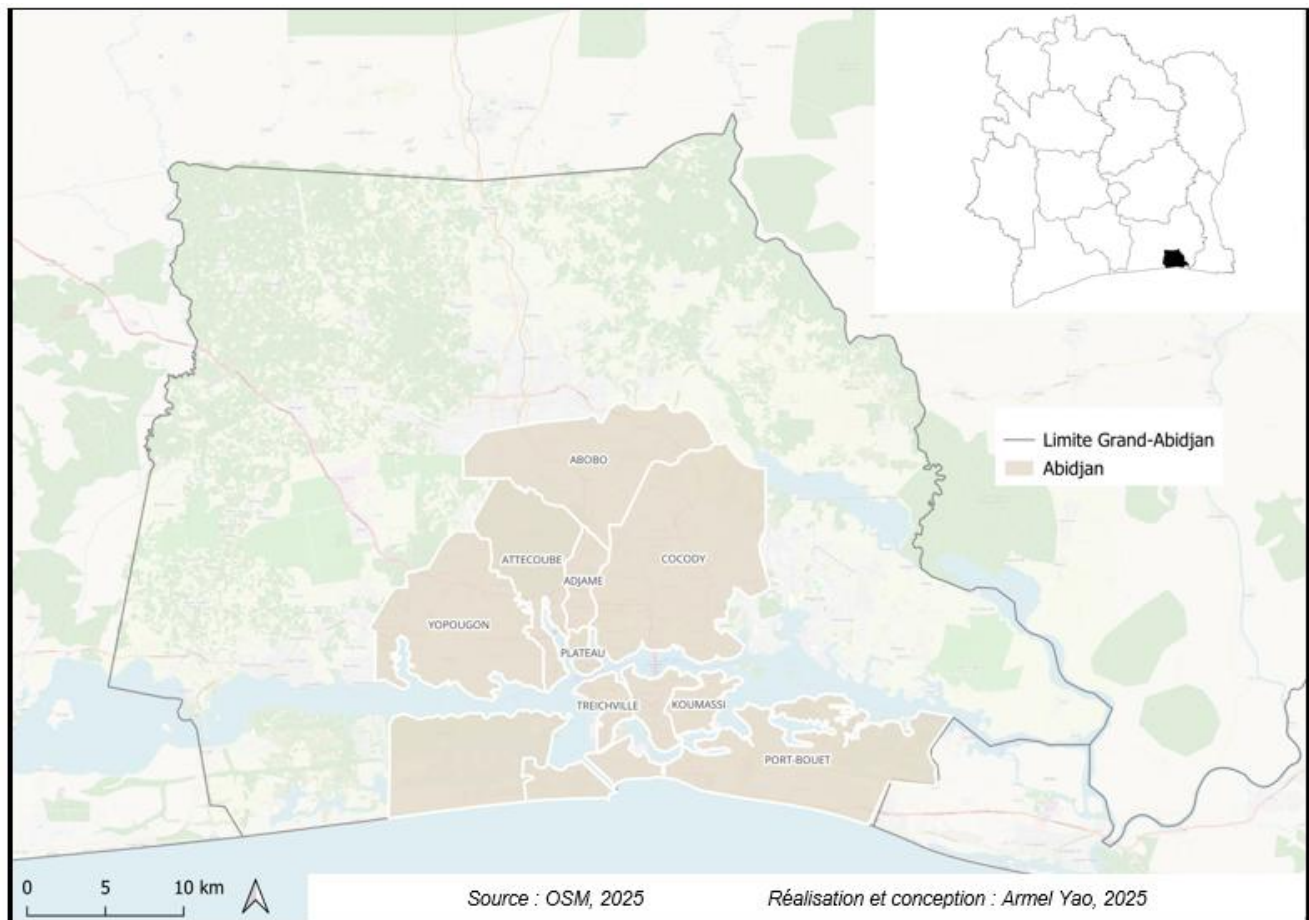 Limite Grand-Abidjan
Abidjan
ABOBO
ATTECOUBE
COCODY
ADJAME
YOPOUGON
PLATEAU
TREICHVILLE
KOUMASSI
PORT-BOUET
0 5 10 km
Source : OSM, 2025 Réalisation et conception : Armel Yao, 2025